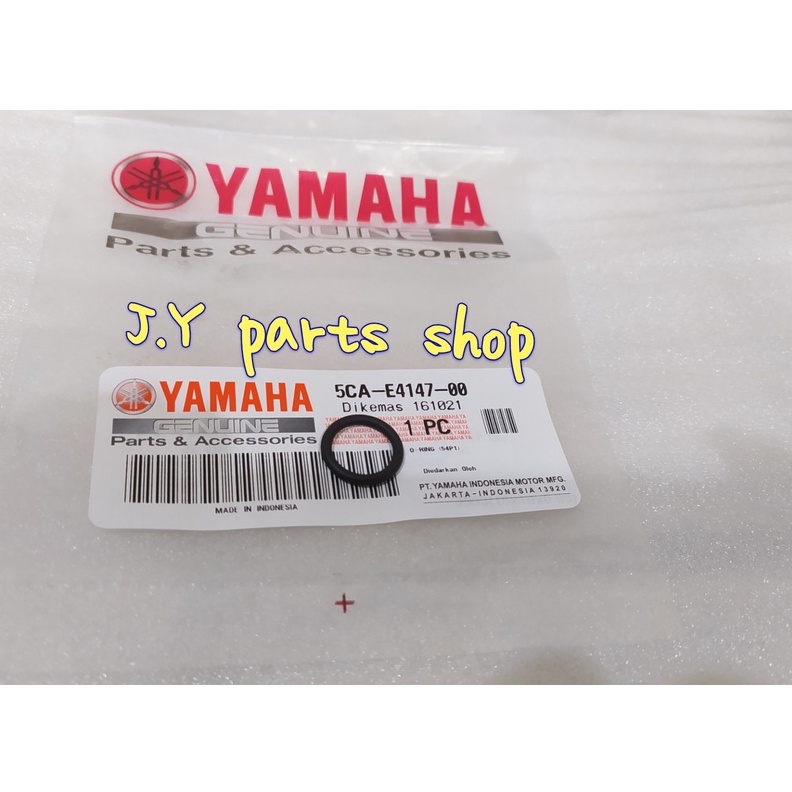 YAMAHA
GENUINE
Parts & Accessories
J.Y parts shop
YAMAHA
GENUINE
Parts & Accessories
5CA-E4147-00
Dikemas 161021
1 PC
O-RING (54P1)
Diedarkan Oleh
PT.YAMAHA INDONESIA MOTOR MFG.
JAKARTA-INDONESIA 13920
MADE IN INDONESIA